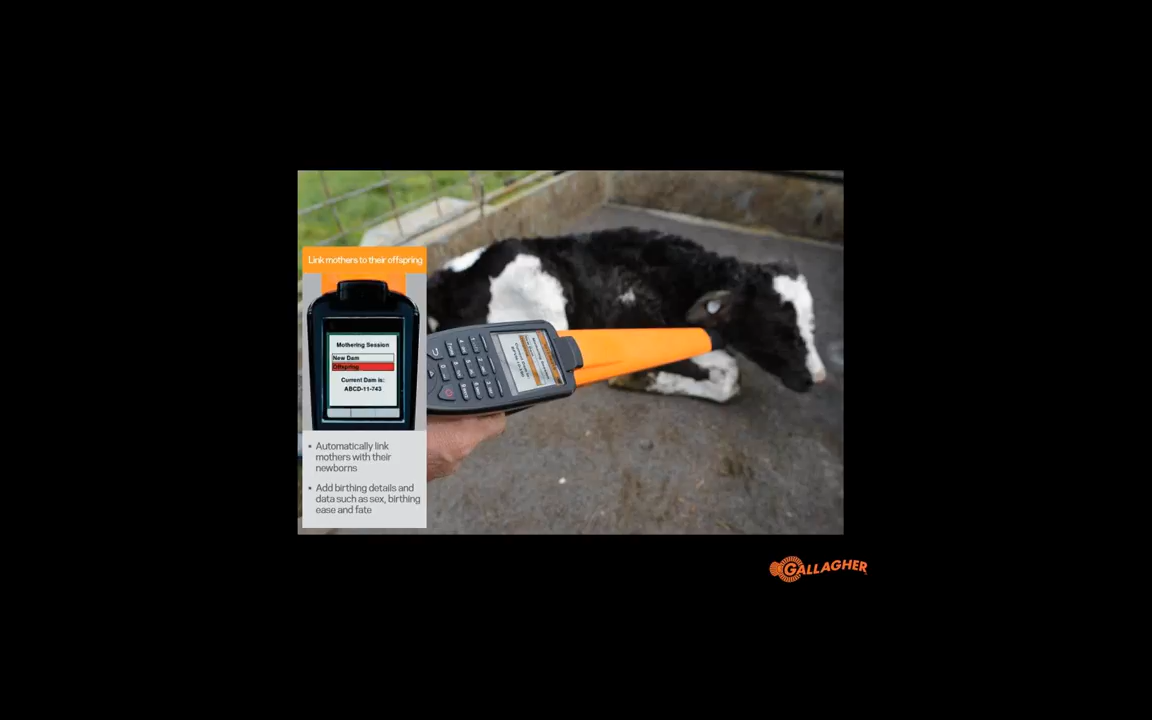 Link mothers to their offspring
Mothering Session
New Dam
Offspring
Current Dam is:
ABCD-11-743
• Automatically link
mothers with their
newborns
• Add birthing details and
data such as sex, birthing
ease and fate
GALLAGHER